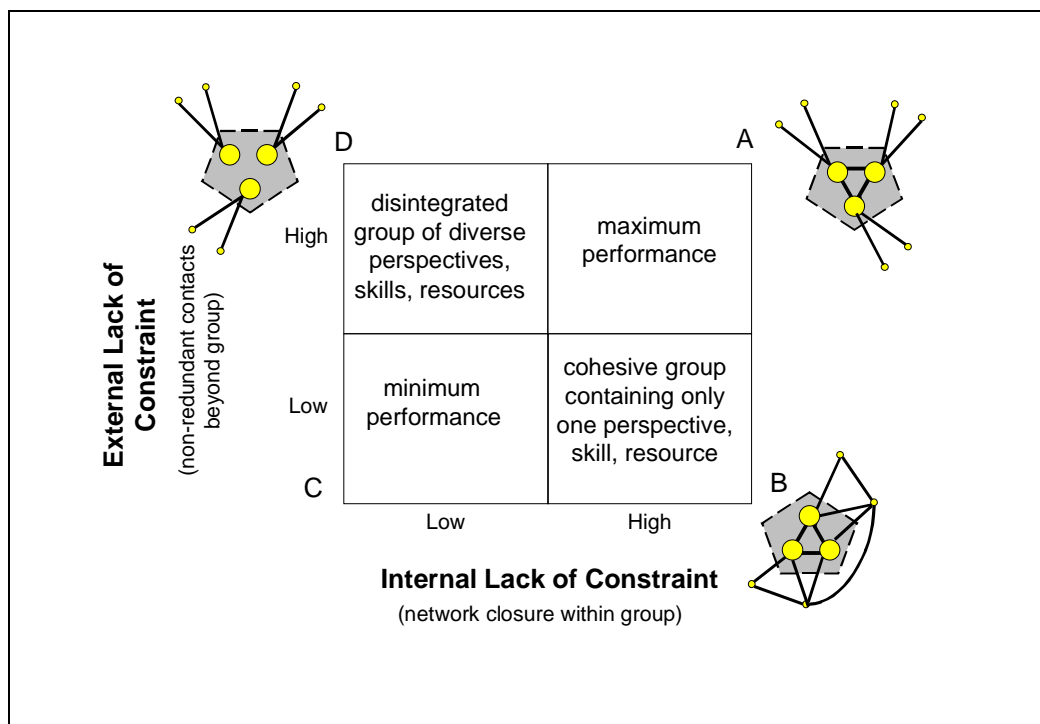 D
A
disintegrated
group of diverse
perspectives,
skills, resources
maximum
performance
High
External Lack of
Constraint
(non-redundant contacts
beyond group)
minimum
performance
cohesive group
containing only
one perspective,
skill, resource
Low
C
B
Low
High
Internal Lack of Constraint
(network closure within group)